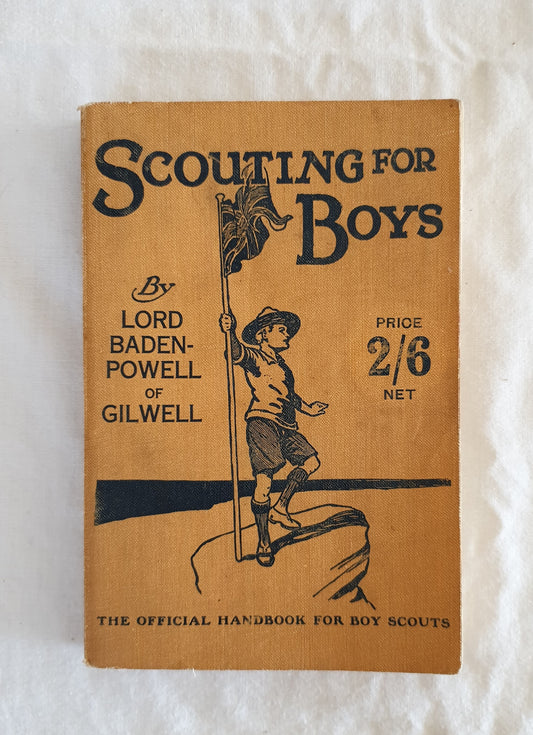 SCOUTING FOR
BOYS
By
LORD
BADEN-
POWELL
OF
GILWELL
PRICE
2/6
NET
THE OFFICIAL HANDBOOK FOR BOY SCOUTS